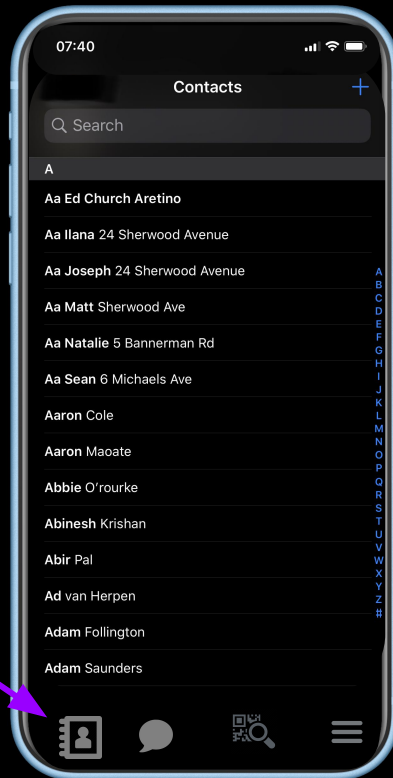 07:40
Contacts
Search
A
Aa Ed Church Aretino
Aa Ilana 24 Sherwood Avenue
Aa Joseph 24 Sherwood Avenue
Aa Matt Sherwood Ave
Aa Natalie 5 Bannerman Rd
Aa Sean 6 Michaels Ave
Aaron Cole
Aaron Maoate
Abbie O'rourke
Abinesh Krishan
Abir Pal
Ad van Herpen
Adam Follington
Adam Saunders
A
B
C
D
E
F
G
H
I
J
K
L
M
N
O
P
Q
R
S
T
U
V
W
X
Y
Z
#